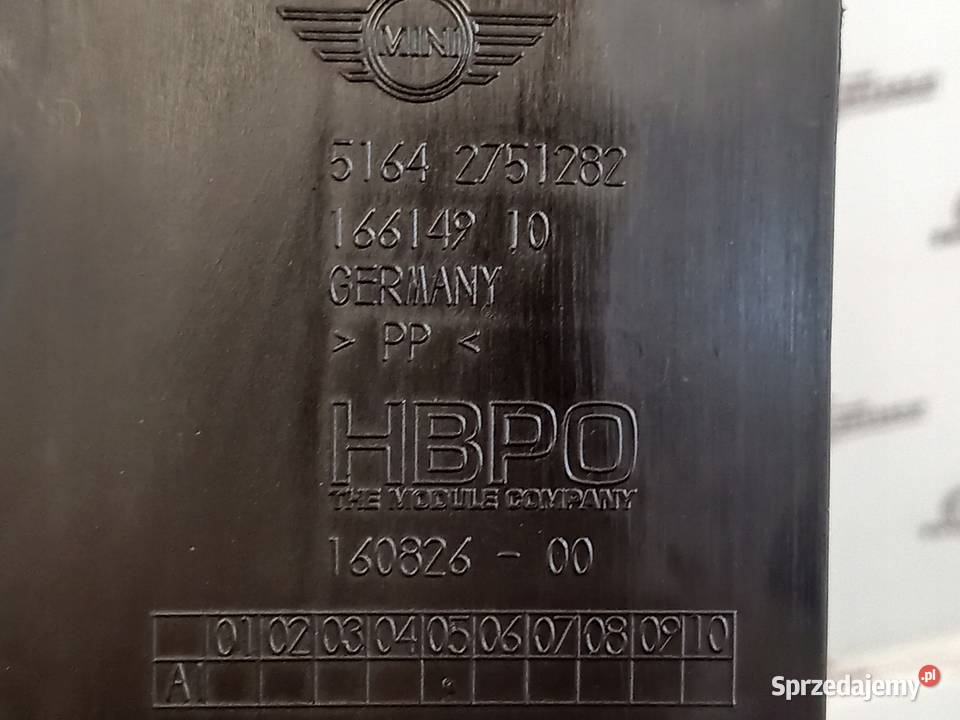 MINI
5164 2751282
166149 10
GERMANY
> PP <
HBPO
THE MODULE COMPANY
160826 - 00
01 02 03 04 05 06 07 08 09 10
A1
Sprzedajemy.pl